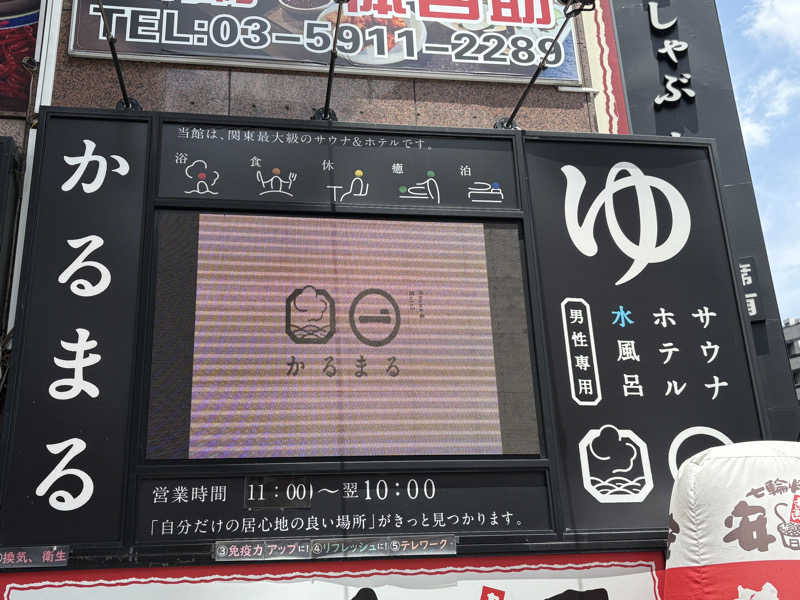 TEL:03-5911-2289
しゃぶ
かるまる
当館は、関東最大級のサウナ&ホテルです。
浴 食 休 癒 泊
かるまる
ゆ
サウナ
ホテル
水風呂
男性専用
営業時間 11:00〜翌10:00
「自分だけの居心地の良い場所」がきっと見つかります。
③免疫力アップに!④リフレッシュに!⑤テレワーク
換気、衛生
七輪
安